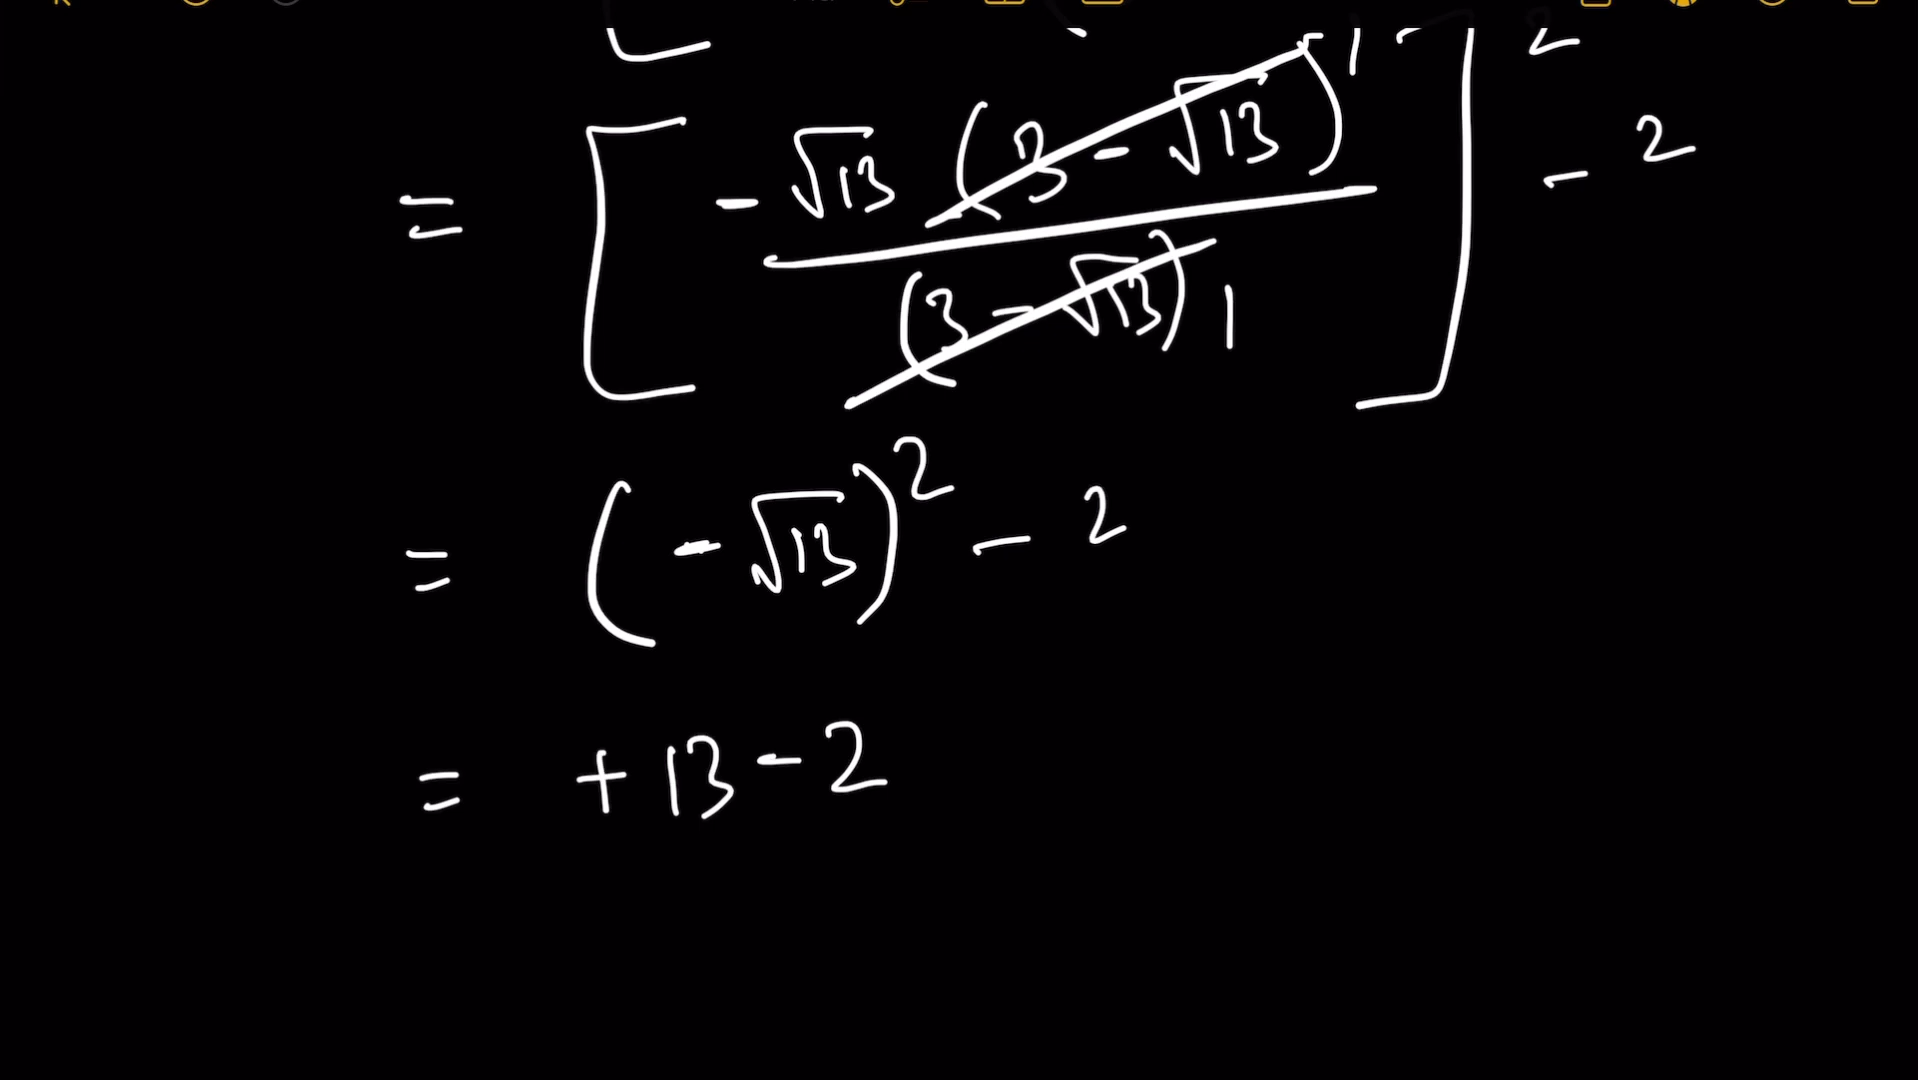 = [ -√13 (3 - √13) 1 / (3 - √13) 1 ]² - 2
= (-√13)² - 2
= + 13 - 2